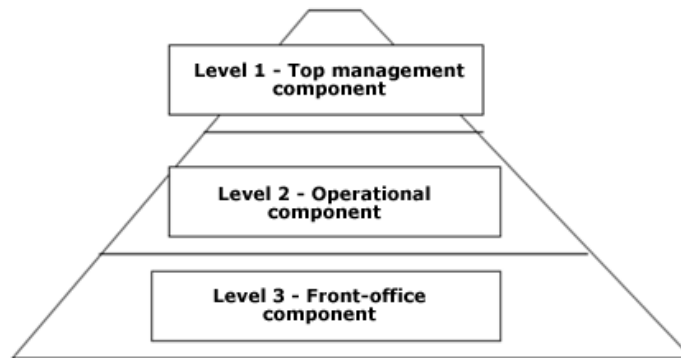 Level 1 - Top management
component
Level 2 - Operational
component
Level 3 - Front-office
component